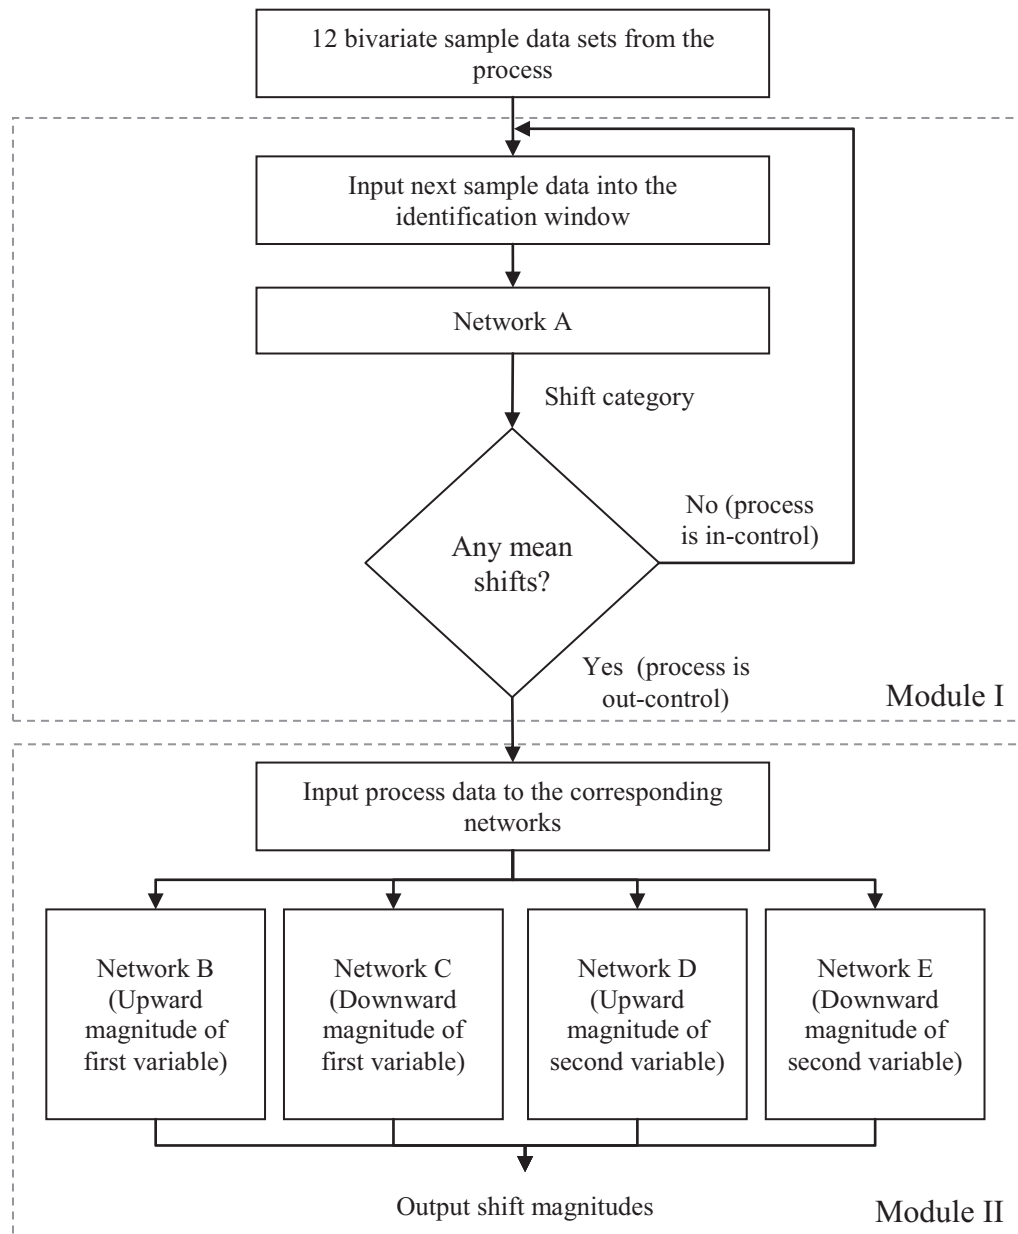 12 bivariate sample data sets from the
process
Input next sample data into the
identification window
Network A
Shift category
Any mean
shifts?
No (process
is in-control)
Yes (process is
out-control)
Module I
Input process data to the corresponding
networks
Network B
(Upward
magnitude of
first variable)
Network C
(Downward
magnitude of
first variable)
Network D
(Upward
magnitude of
second variable)
Network E
(Downward
magnitude of
second variable)
Output shift magnitudes
Module II